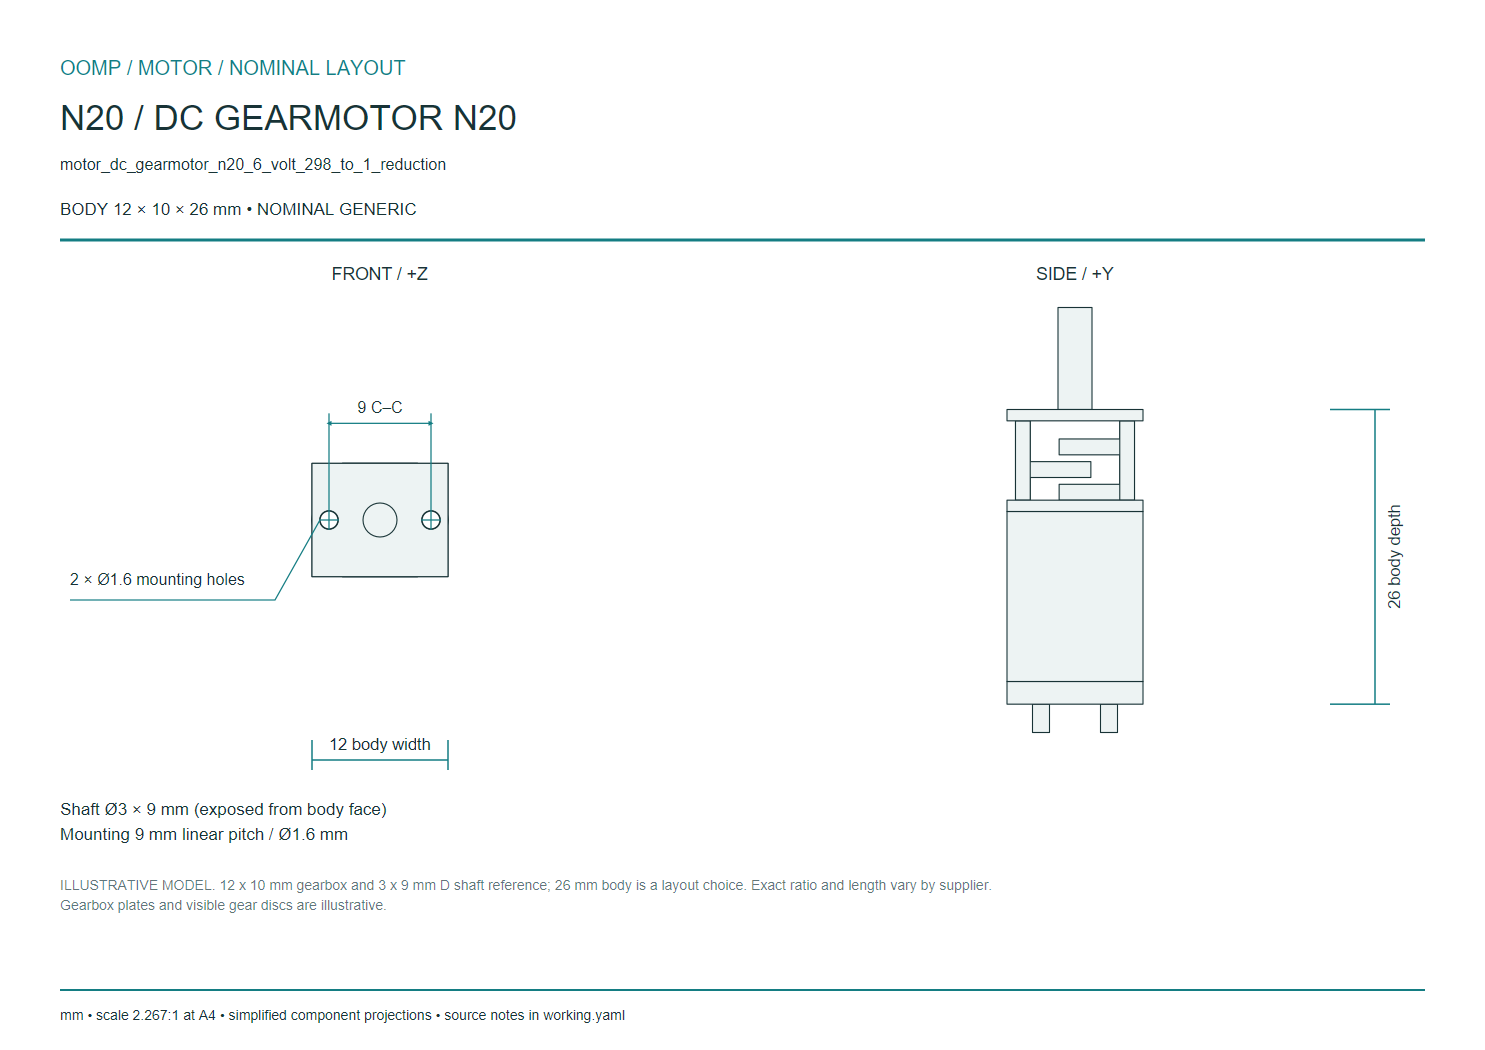 OOMP / MOTOR / NOMINAL LAYOUT
N20 / DC GEARMOTOR N20
motor_dc_gearmotor_n20_6_volt_298_to_1_reduction
BODY 12 × 10 × 26 mm • NOMINAL GENERIC
FRONT / +Z
SIDE / +Y
9 C–C
2 × Ø1.6 mounting holes
26 body depth
12 body width
Shaft Ø3 × 9 mm (exposed from body face)
Mounting 9 mm linear pitch / Ø1.6 mm
ILLUSTRATIVE MODEL. 12 x 10 mm gearbox and 3 x 9 mm D shaft reference; 26 mm body is a layout choice. Exact ratio and length vary by supplier.
Gearbox plates and visible gear discs are illustrative.
mm • scale 2.267:1 at A4 • simplified component projections • source notes in working.yaml